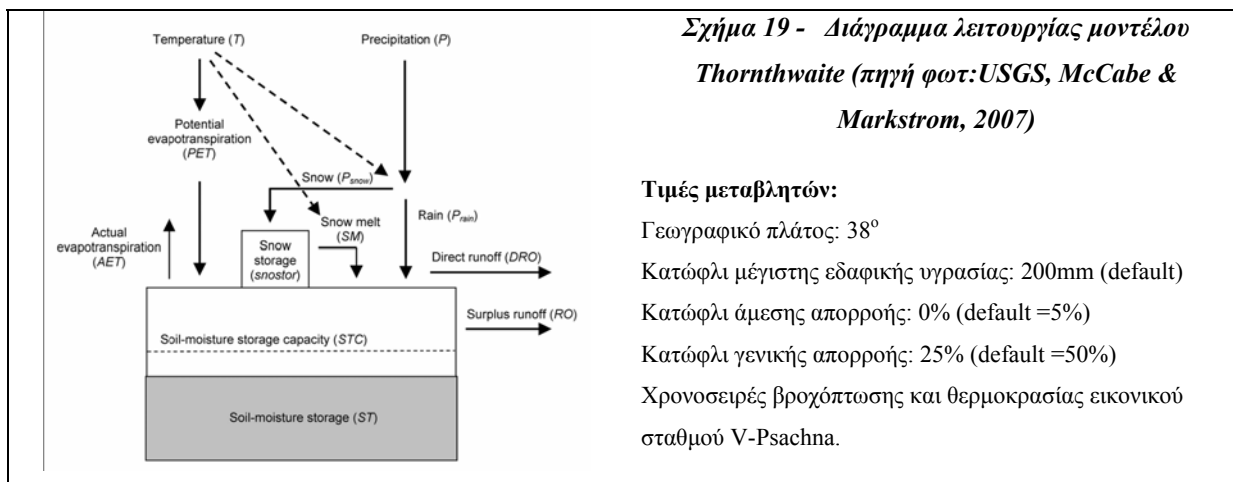 Temperature (T)
Precipitation (P)
Potential
evapotranspiration
(PET)
Snow (Psnow)
Rain (Prain)
Snow melt
(SM)
Actual
evapotranspiration
(AET)
Snow
storage
(snostor)
Direct runoff (DRO)
Surplus runoff (RO)
Soil-moisture storage capacity (STC)
Soil-moisture storage (ST)
Σχήμα 19 - Διάγραμμα λειτουργίας μοντέλου
Thornthwaite (πηγή φωτ:USGS, McCabe &
Markstrom, 2007)
Τιμές μεταβλητών:
Γεωγραφικό πλάτος: 38ο
Κατώφλι μέγιστης εδαφικής υγρασίας: 200mm (default)
Κατώφλι άμεσης απορροής: 0% (default =5%)
Κατώφλι γενικής απορροής: 25% (default =50%)
Χρονοσειρές βροχόπτωσης και θερμοκρασίας εικονικού
σταθμού V-Psachna.